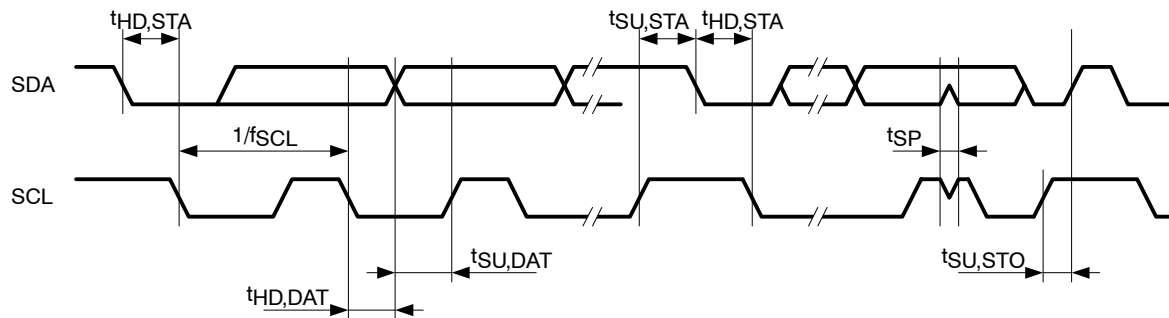 tHD,STA tSU,STA tHD,STA
SDA
1/fSCL tSP
SCL
tSU,DAT tSU,STO
tHD,DAT